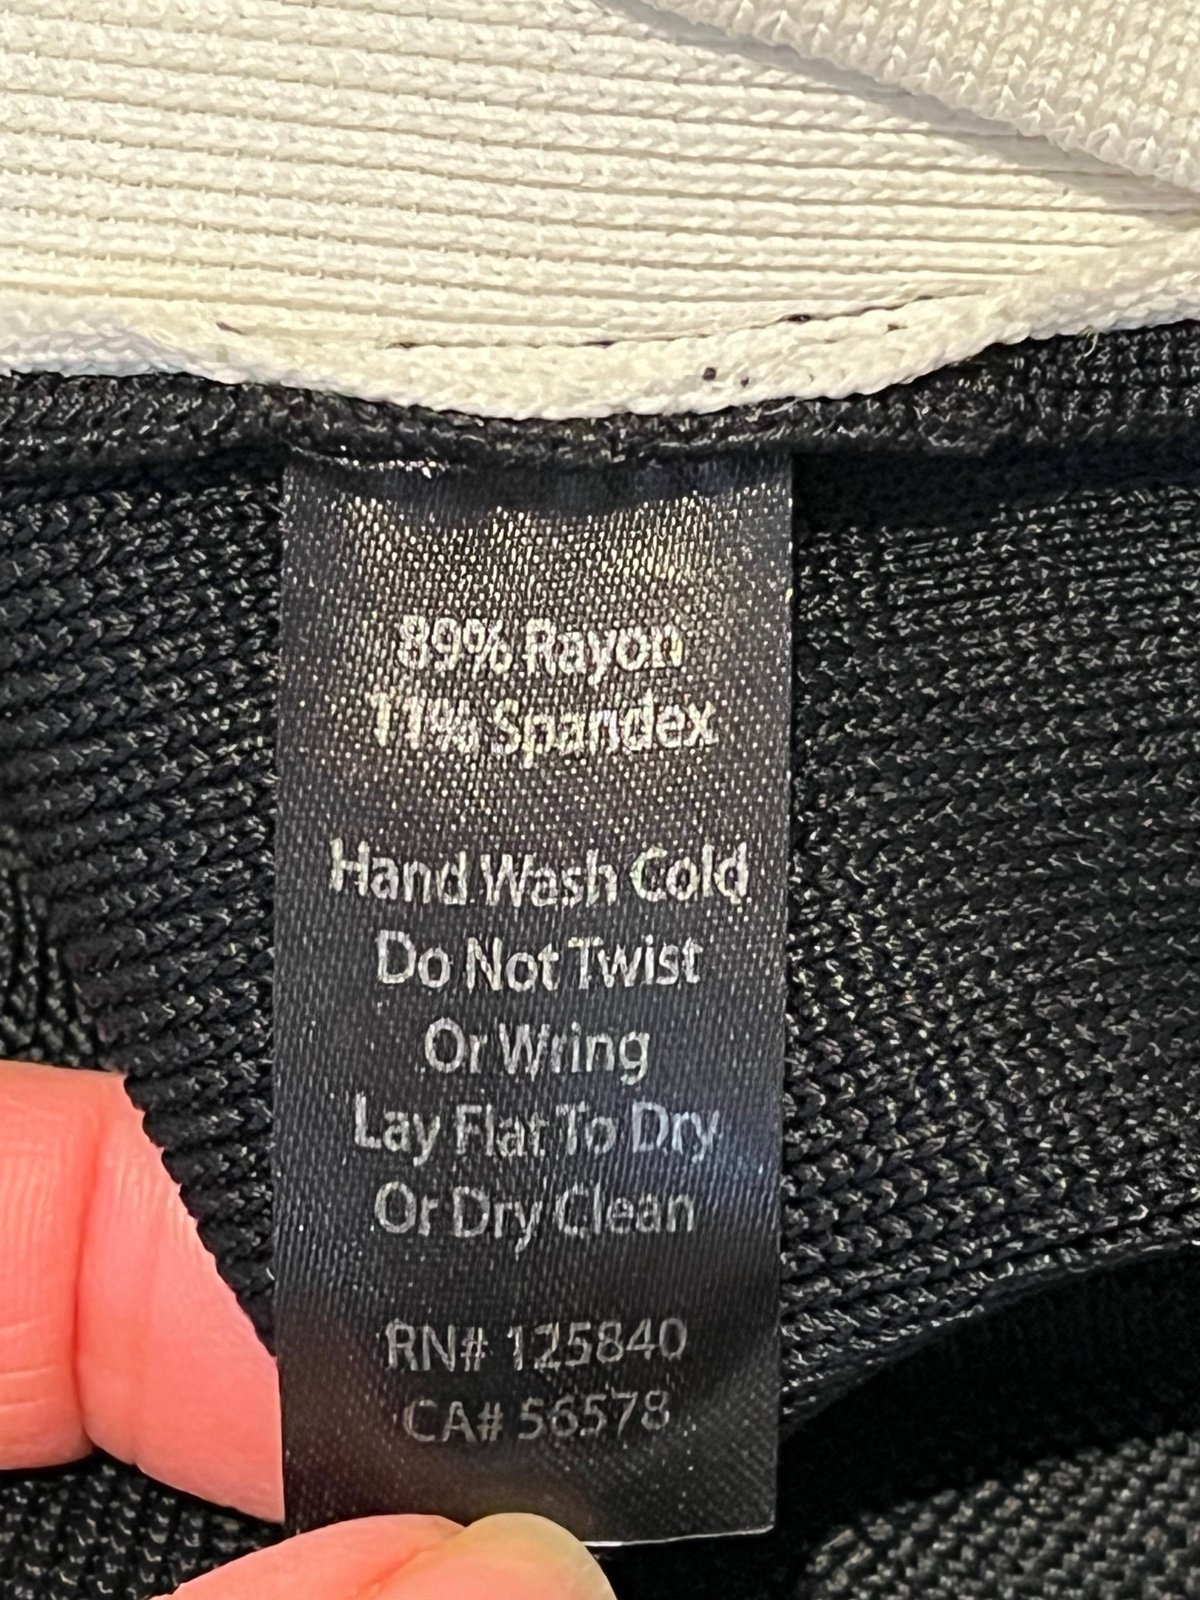 89% Rayon
11% Spandex
Hand Wash Cold
Do Not Twist
Or Wring
Lay Flat To Dry
Or Dry Clean
RN# 125840
CA# 56578